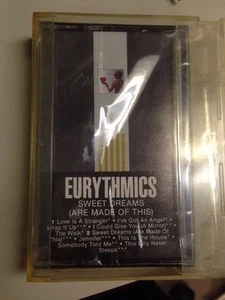 EURYTHMICS
SWEET DREAMS
(ARE MADE OF THIS)
1 Love Is A Stranger* • I've Got An Angel* •
Wrap It Up** • I Could Give You (A Mirror)** •
The Walk* 2 Sweet Dreams (Are Made Of
This)* • Jennifer* • This Is The House*
Somebody Told Me** • This City Never
Sleeps***